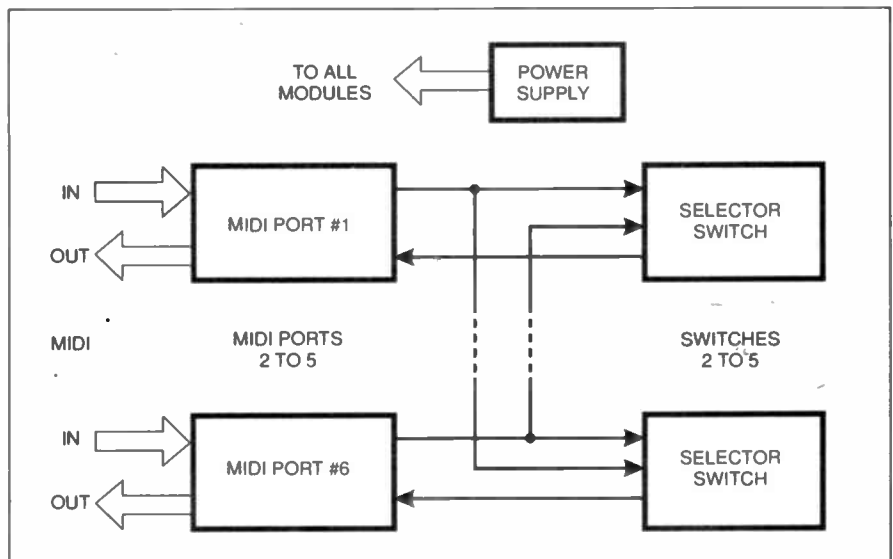 TO ALL
MODULES
POWER
SUPPLY
IN
MIDI PORT #1
SELECTOR
SWITCH
OUT
MIDI
MIDI PORTS
2 TO 5
SWITCHES
2 TO 5
IN
MIDI PORT #6
SELECTOR
SWITCH
OUT